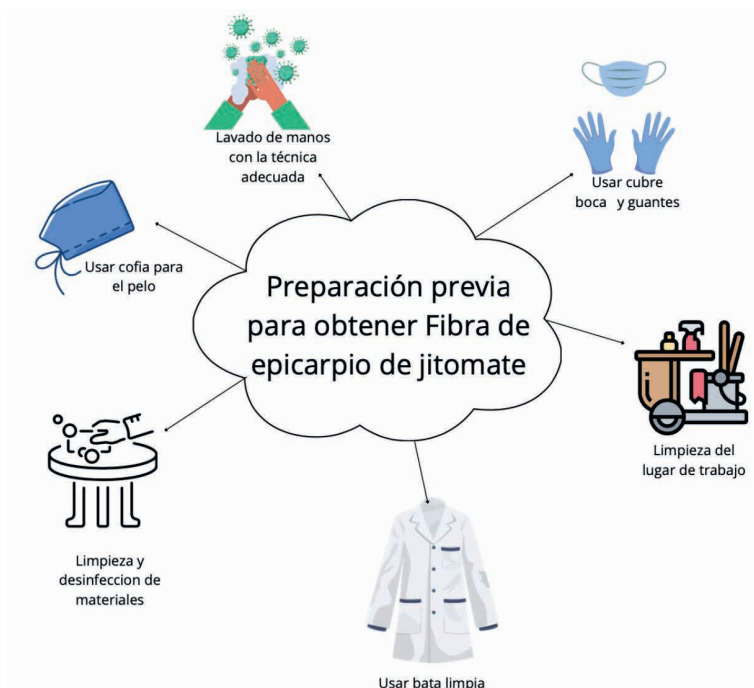 Lavado de manos
con la técnica
adecuada
Usar cubre
boca y guantes
Usar cofia para
el pelo
Preparación previa
para obtener Fibra de
epicarpio de jitomate
Limpieza del
lugar de trabajo
Limpieza y
desinfeccion de
materiales
Usar bata limpia